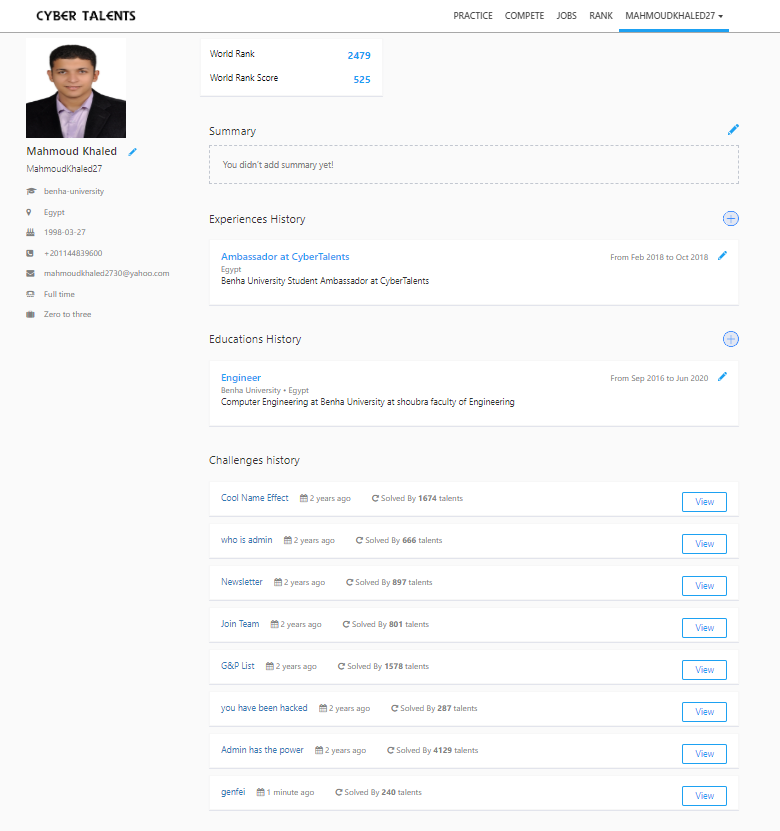 CYBER TALENTS
PRACTICE COMPETE JOBS RANK MAHMOUDKHALED27
Mahmoud Khaled
MahmoudKhaled27
benha-university
Egypt
1998-03-27
+201144839600
mahmoudkhaled2730@yahoo.com
Full time
Zero to three
World Rank 2479
World Rank Score 525
Summary
You didn't add summary yet!
Experiences History
Ambassador at CyberTalents From Feb 2018 to Oct 2018
Egypt
Benha University Student Ambassador at CyberTalents
Educations History
Engineer From Sep 2016 to Jun 2020
Benha University • Egypt
Computer Engineering at Benha University at shoubra faculty of Engineering
Challenges history
Cool Name Effect 2 years ago Solved By 1674 talents View
who is admin 2 years ago Solved By 666 talents View
Newsletter 2 years ago Solved By 897 talents View
Join Team 2 years ago Solved By 801 talents View
G&P List 2 years ago Solved By 1578 talents View
you have been hacked 2 years ago Solved By 287 talents View
Admin has the power 2 years ago Solved By 4129 talents View
genfei 1 minute ago Solved By 240 talents View